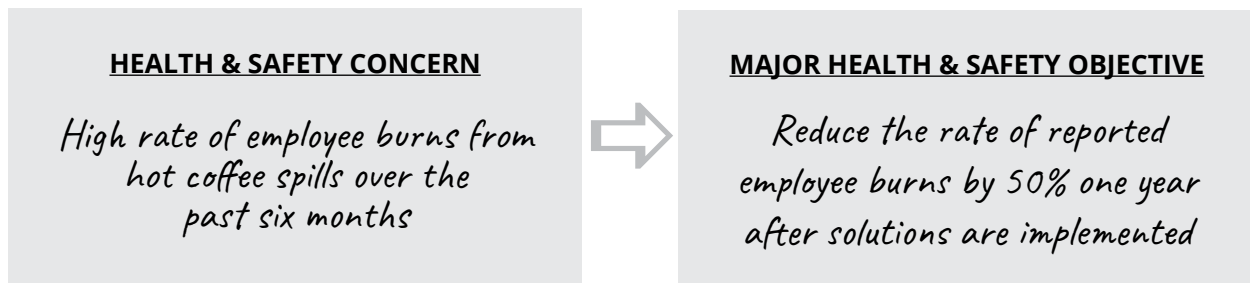 HEALTH & SAFETY CONCERN
High rate of employee burns from
hot coffee spills over the
past six months
MAJOR HEALTH & SAFETY OBJECTIVE
Reduce the rate of reported
employee burns by 50% one year
after solutions are implemented